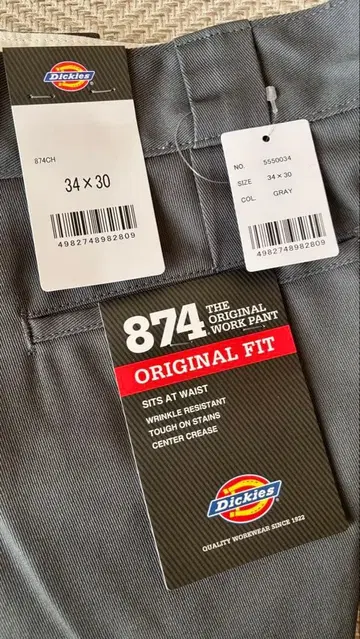 Dickies
874CH
34×30
4982748982809
NO. 5550034
SIZE 34×30
COL. GRAY
4982748982809
874 THE
ORIGINAL
WORK PANT
ORIGINAL FIT
SITS AT WAIST
WRINKLE RESISTANT
TOUGH ON STAINS
CENTER CREASE
Dickies
QUALITY WORKWEAR SINCE 1922